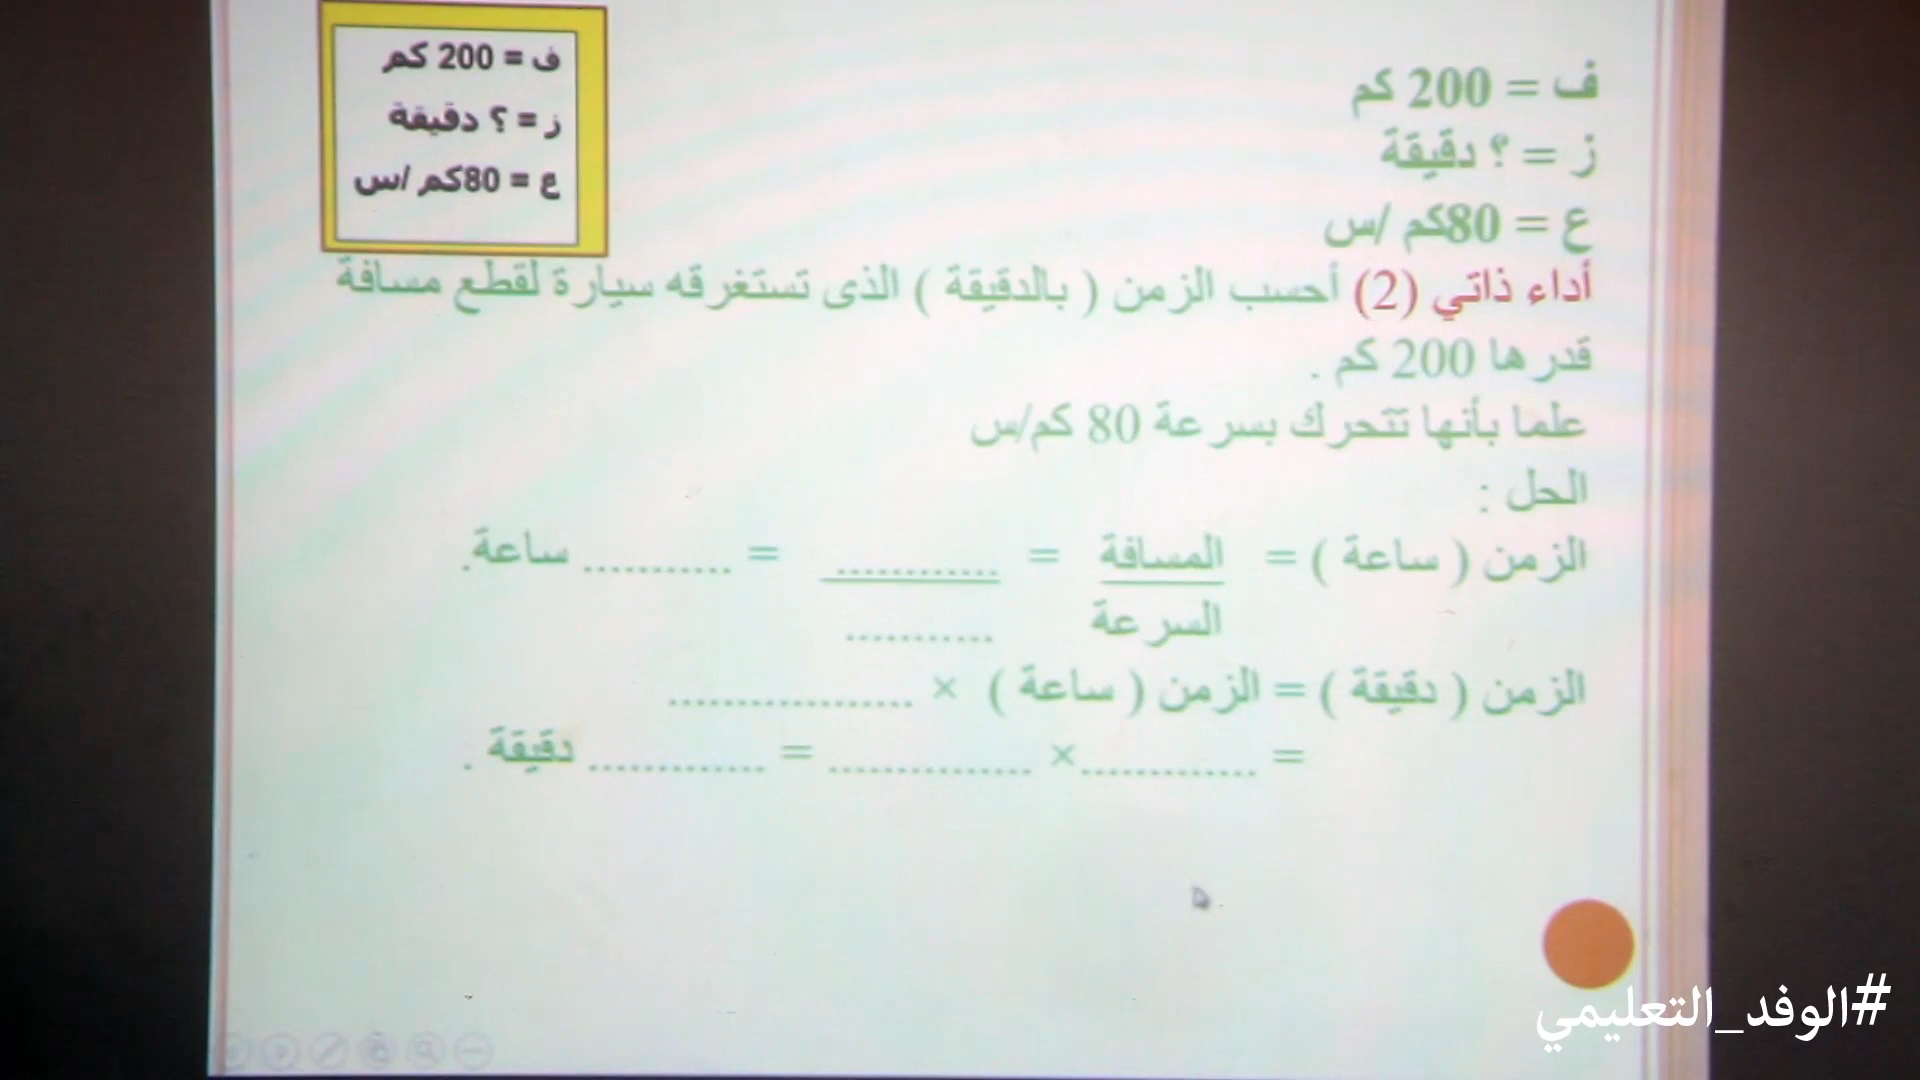 ف = 200 كم
ز = ؟ دقيقة
ع = 80كم /س
ف = 200 كم
ز = ؟ دقيقة
ع = 80كم /س
أداء ذاتي (2) أحسب الزمن ( بالدقيقة ) الذى تستغرقه سيارة لقطع مسافة
قدرها 200 كم .
علما بأنها تتحرك بسرعة 80 كم/س
الحل :
الزمن ( ساعة ) = المسافة = ............ = ........... ساعة.
السرعة ...........
الزمن ( دقيقة ) = الزمن ( ساعة ) × ..................
= .............× ............... = ............. دقيقة .
#الوفد_التعليمي